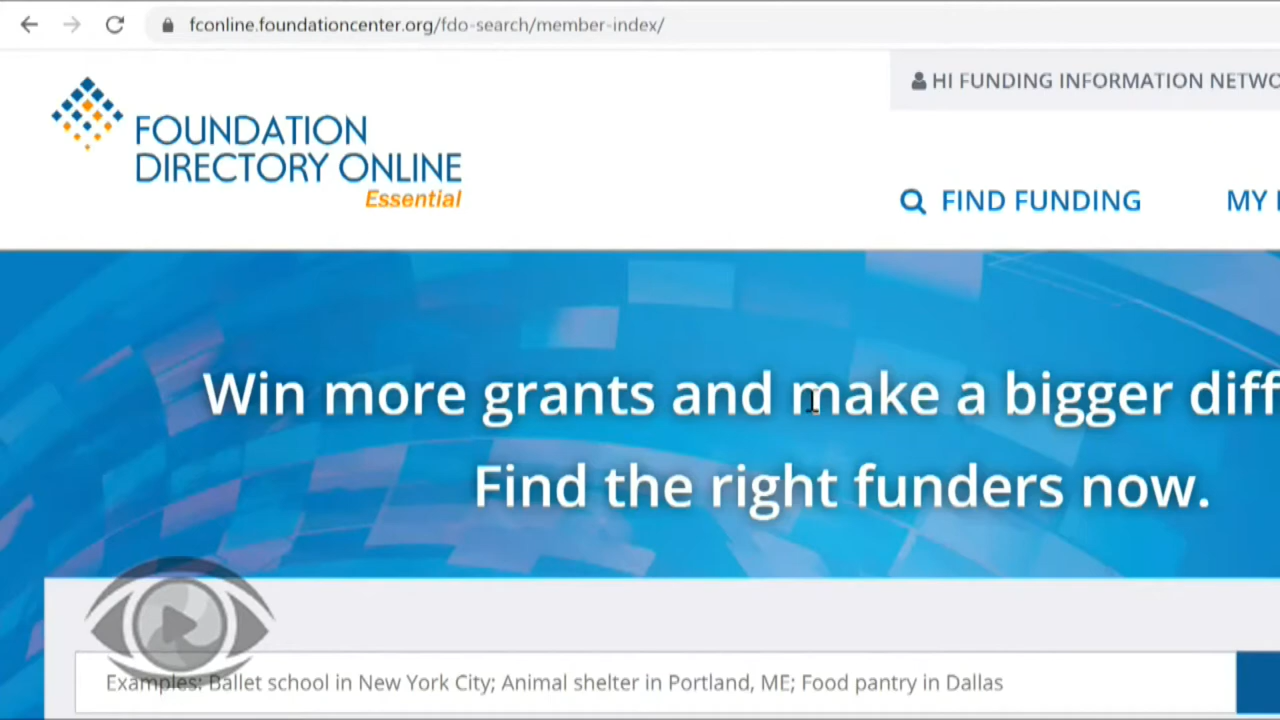 fconline.foundationcenter.org/fdo-search/member-index/
HI FUNDING INFORMATION
FOUNDATION
DIRECTORY ONLINE
Essential
FIND FUNDING
MY
Win more grants and make a bigger
Find the right funders now.
Examples: Ballet school in New York City; Animal shelter in Portland, ME; Food pantry in Dallas